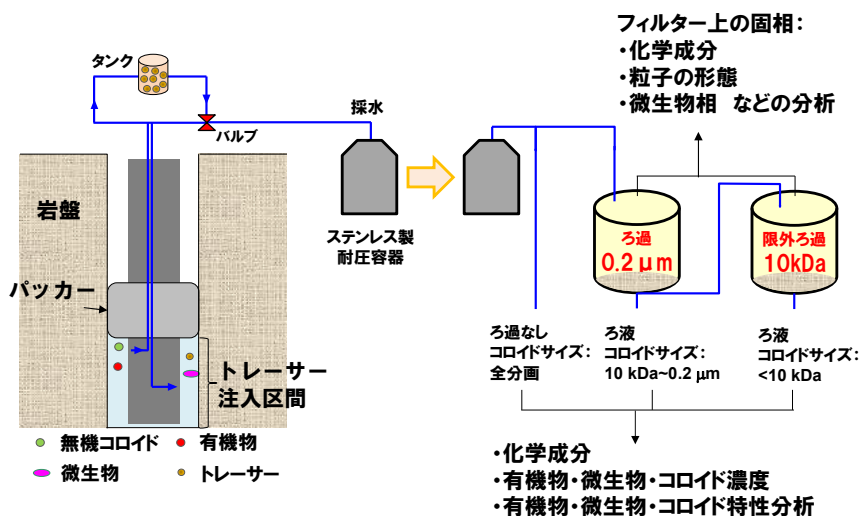 フィルター上の固相：
・化学成分
・粒子の形態
・微生物相 などの分析
タンク
採水
バルブ
岩盤
ステンレス製
耐圧容器
ろ過
0.2 μm
限外ろ過
10kDa
パッカー
ろ過なし
コロイドサイズ：
全分画
ろ液
コロイドサイズ：
10 kDa~0.2 μm
ろ液
コロイドサイズ：
<10 kDa
トレーサー
注入区間
無機コロイド
有機物
微生物
トレーサー
・化学成分
・有機物・微生物・コロイド濃度
・有機物・微生物・コロイド特性分析